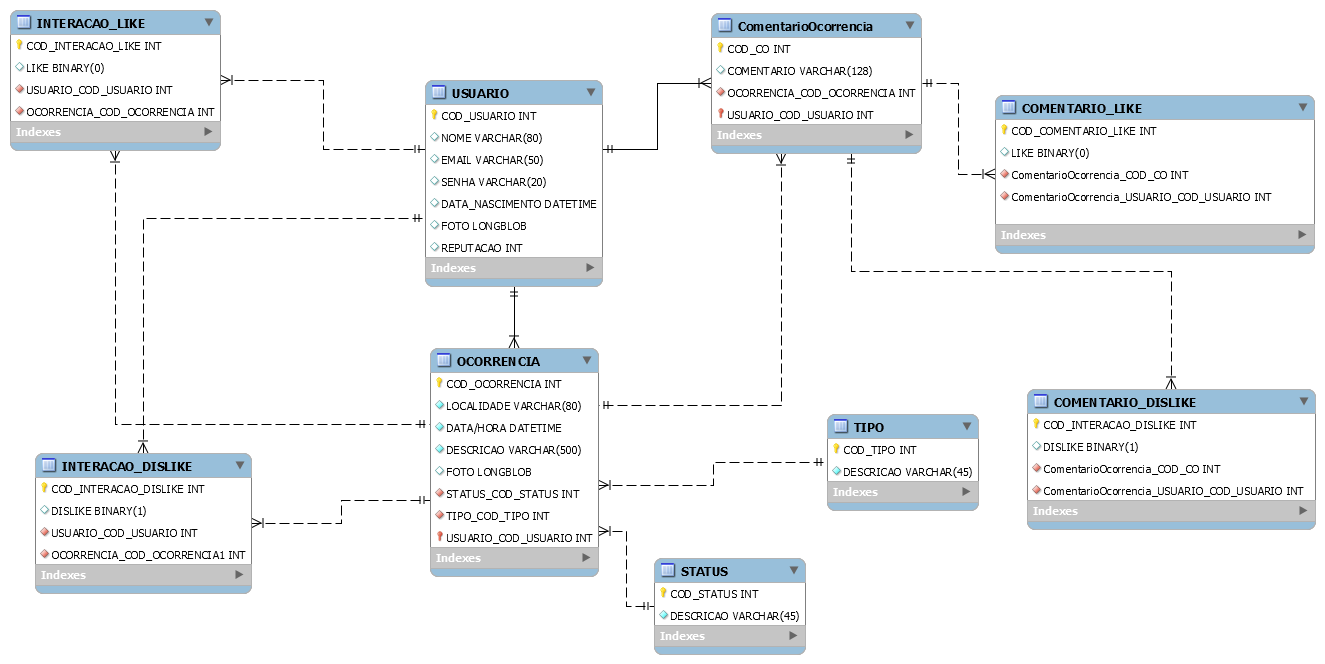 INTERACAO_LIKE
COD_INTERACAO_LIKE INT
LIKE BINARY(0)
USUARIO_COD_USUARIO INT
OCORRENCIA_COD_OCORRENCIA INT
Indexes
USUARIO
COD_USUARIO INT
NOME VARCHAR(80)
EMAIL VARCHAR(50)
SENHA VARCHAR(20)
DATA_NASCIMENTO DATETIME
FOTO LONGBLOB
REPUTACAO INT
Indexes
ComentarioOcorrencia
COD_CO INT
COMENTARIO VARCHAR(128)
OCORRENCIA_COD_OCORRENCIA INT
USUARIO_COD_USUARIO INT
Indexes
COMENTARIO_LIKE
COD_COMENTARIO_LIKE INT
LIKE BINARY(0)
ComentarioOcorrencia_COD_CO INT
ComentarioOcorrencia_USUARIO_COD_USUARIO INT
Indexes
OCORRENCIA
COD_OCORRENCIA INT
LOCALIDADE VARCHAR(80)
DATA/HORA DATETIME
DESCRICAO VARCHAR(500)
FOTO LONGBLOB
STATUS_COD_STATUS INT
TIPO_COD_TIPO INT
USUARIO_COD_USUARIO INT
Indexes
INTERACAO_DISLIKE
COD_INTERACAO_DISLIKE INT
DISLIKE BINARY(1)
USUARIO_COD_USUARIO INT
OCORRENCIA_COD_OCORRENCIA1 INT
Indexes
TIPO
COD_TIPO INT
DESCRICAO VARCHAR(45)
Indexes
COMENTARIO_DISLIKE
COD_INTERACAO_DISLIKE INT
DISLIKE BINARY(1)
ComentarioOcorrencia_COD_CO INT
ComentarioOcorrencia_USUARIO_COD_USUARIO INT
Indexes
STATUS
COD_STATUS INT
DESCRICAO VARCHAR(45)
Indexes